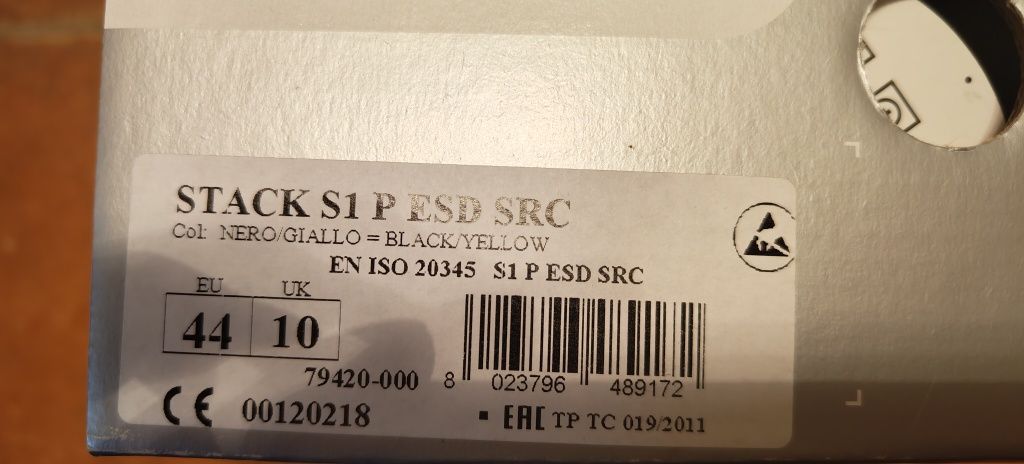 STACK S1 P ESD SRC
Col: NERO/GIALLO = BLACK/YELLOW
EN ISO 20345 S1 P ESD SRC
EU UK
44 10
79420-000
8 023796 489172
CE 00120218
EAC TP TC 019/2011